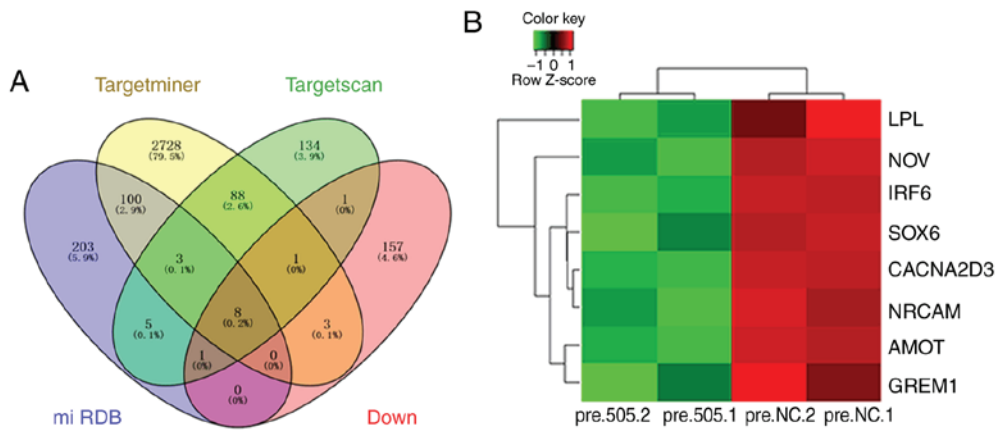 A
Targetminer
Targetscan
2728
(79.5%)
134
(3.9%)
100
(2.9%)
88
(2.6%)
1
(0%)
203
(5.9%)
157
(4.6%)
3
(0.1%)
1
(0%)
8
(0.2%)
5
(0.1%)
3
(0.1%)
1
(0%)
0
(0%)
0
(0%)
mi RDB
Down
B
Color key
−1 0 1
Row Z-score
LPL
NOV
IRF6
SOX6
CACNA2D3
NRCAM
AMOT
GREM1
pre.505.2 pre.505.1 pre.NC.2 pre.NC.1